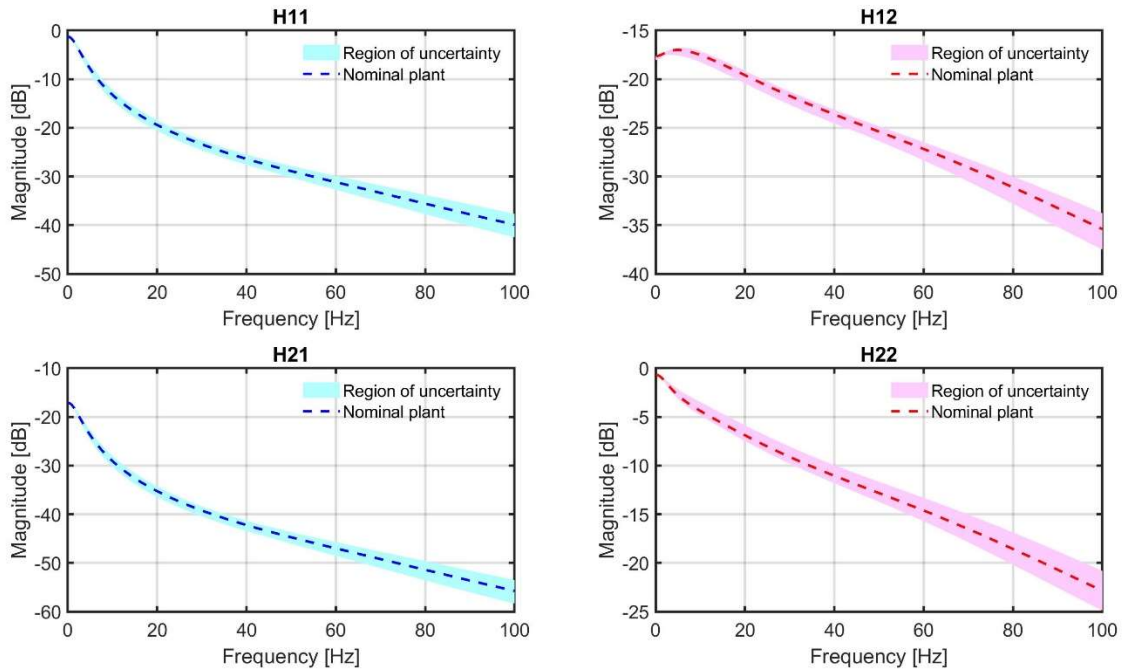 H11
0
-10
-20
-30
-40
-50
Magnitude [dB]
Region of uncertainty
Nominal plant
0 20 40 60 80 100
Frequency [Hz]
H12
-15
-20
-25
-30
-35
-40
Magnitude [dB]
Region of uncertainty
Nominal plant
0 20 40 60 80 100
Frequency [Hz]
H21
-10
-20
-30
-40
-50
-60
Magnitude [dB]
Region of uncertainty
Nominal plant
0 20 40 60 80 100
Frequency [Hz]
H22
0
-5
-10
-15
-20
-25
Magnitude [dB]
Region of uncertainty
Nominal plant
0 20 40 60 80 100
Frequency [Hz]